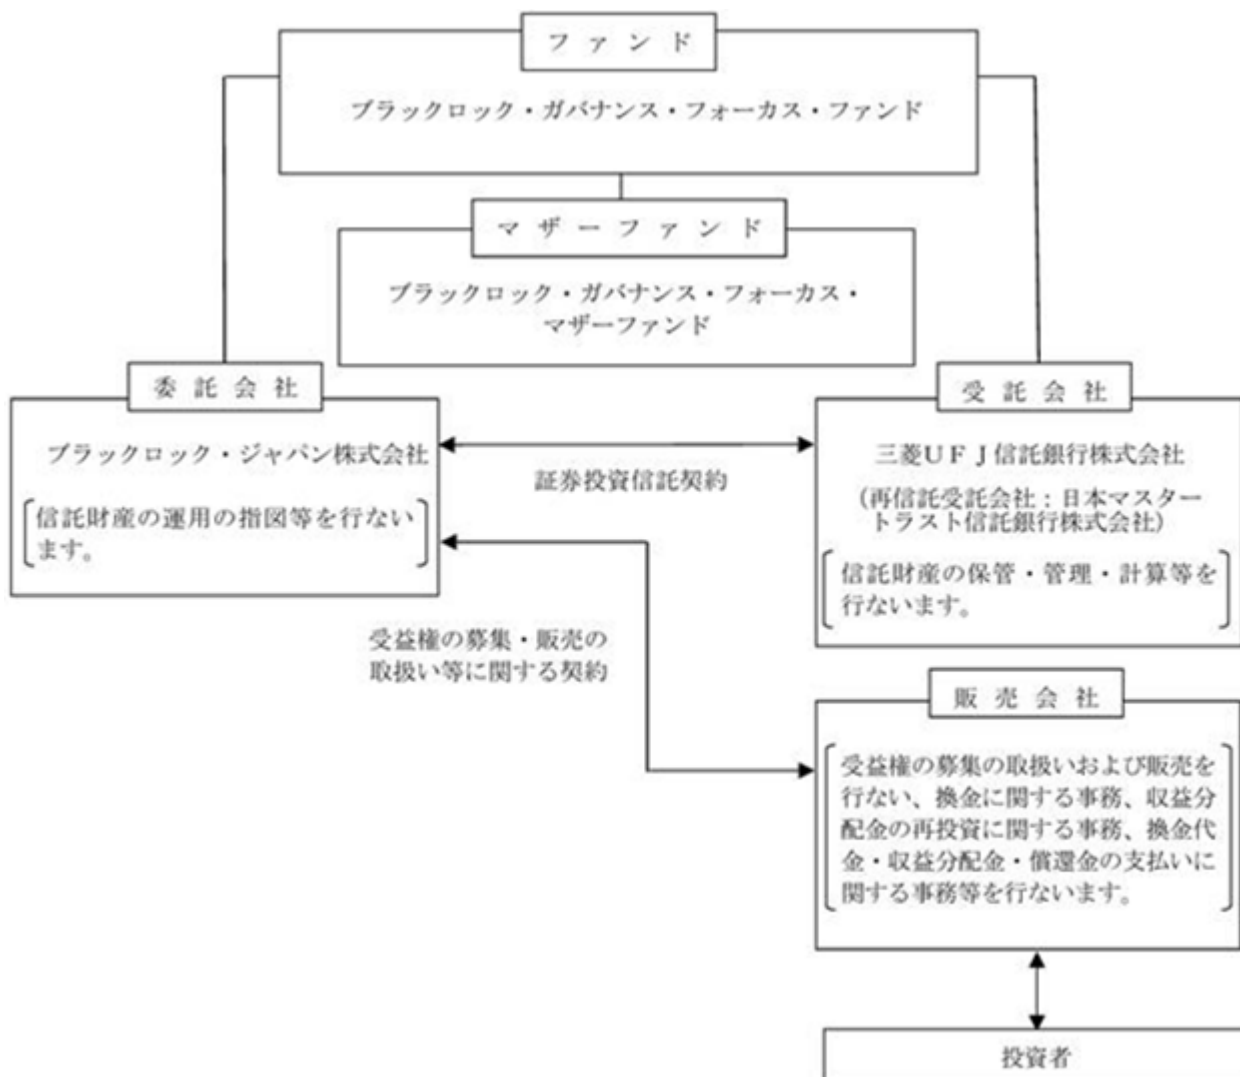 ファンド
ブラックロック・ガバナンス・フォーカス・ファンド
マザーファンド
ブラックロック・ガバナンス・フォーカス・
マザーファンド
委託会社
ブラックロック・ジャパン株式会社
信託財産の運用の指図等を行ない
ます。
証券投資信託契約
受託会社
三菱UFJ信託銀行株式会社
(再信託受託会社:日本マスター
トラスト信託銀行株式会社)
信託財産の保管・管理・計算等を
行ないます。
受益権の募集・販売の
取扱い等に関する契約
販売会社
受益権の募集の取扱いおよび販売を
行ない、換金に関する事務、収益分
配金の再投資に関する事務、換金代
金・収益分配金・償還金の支払いに
関する事務等を行ないます。
投資者